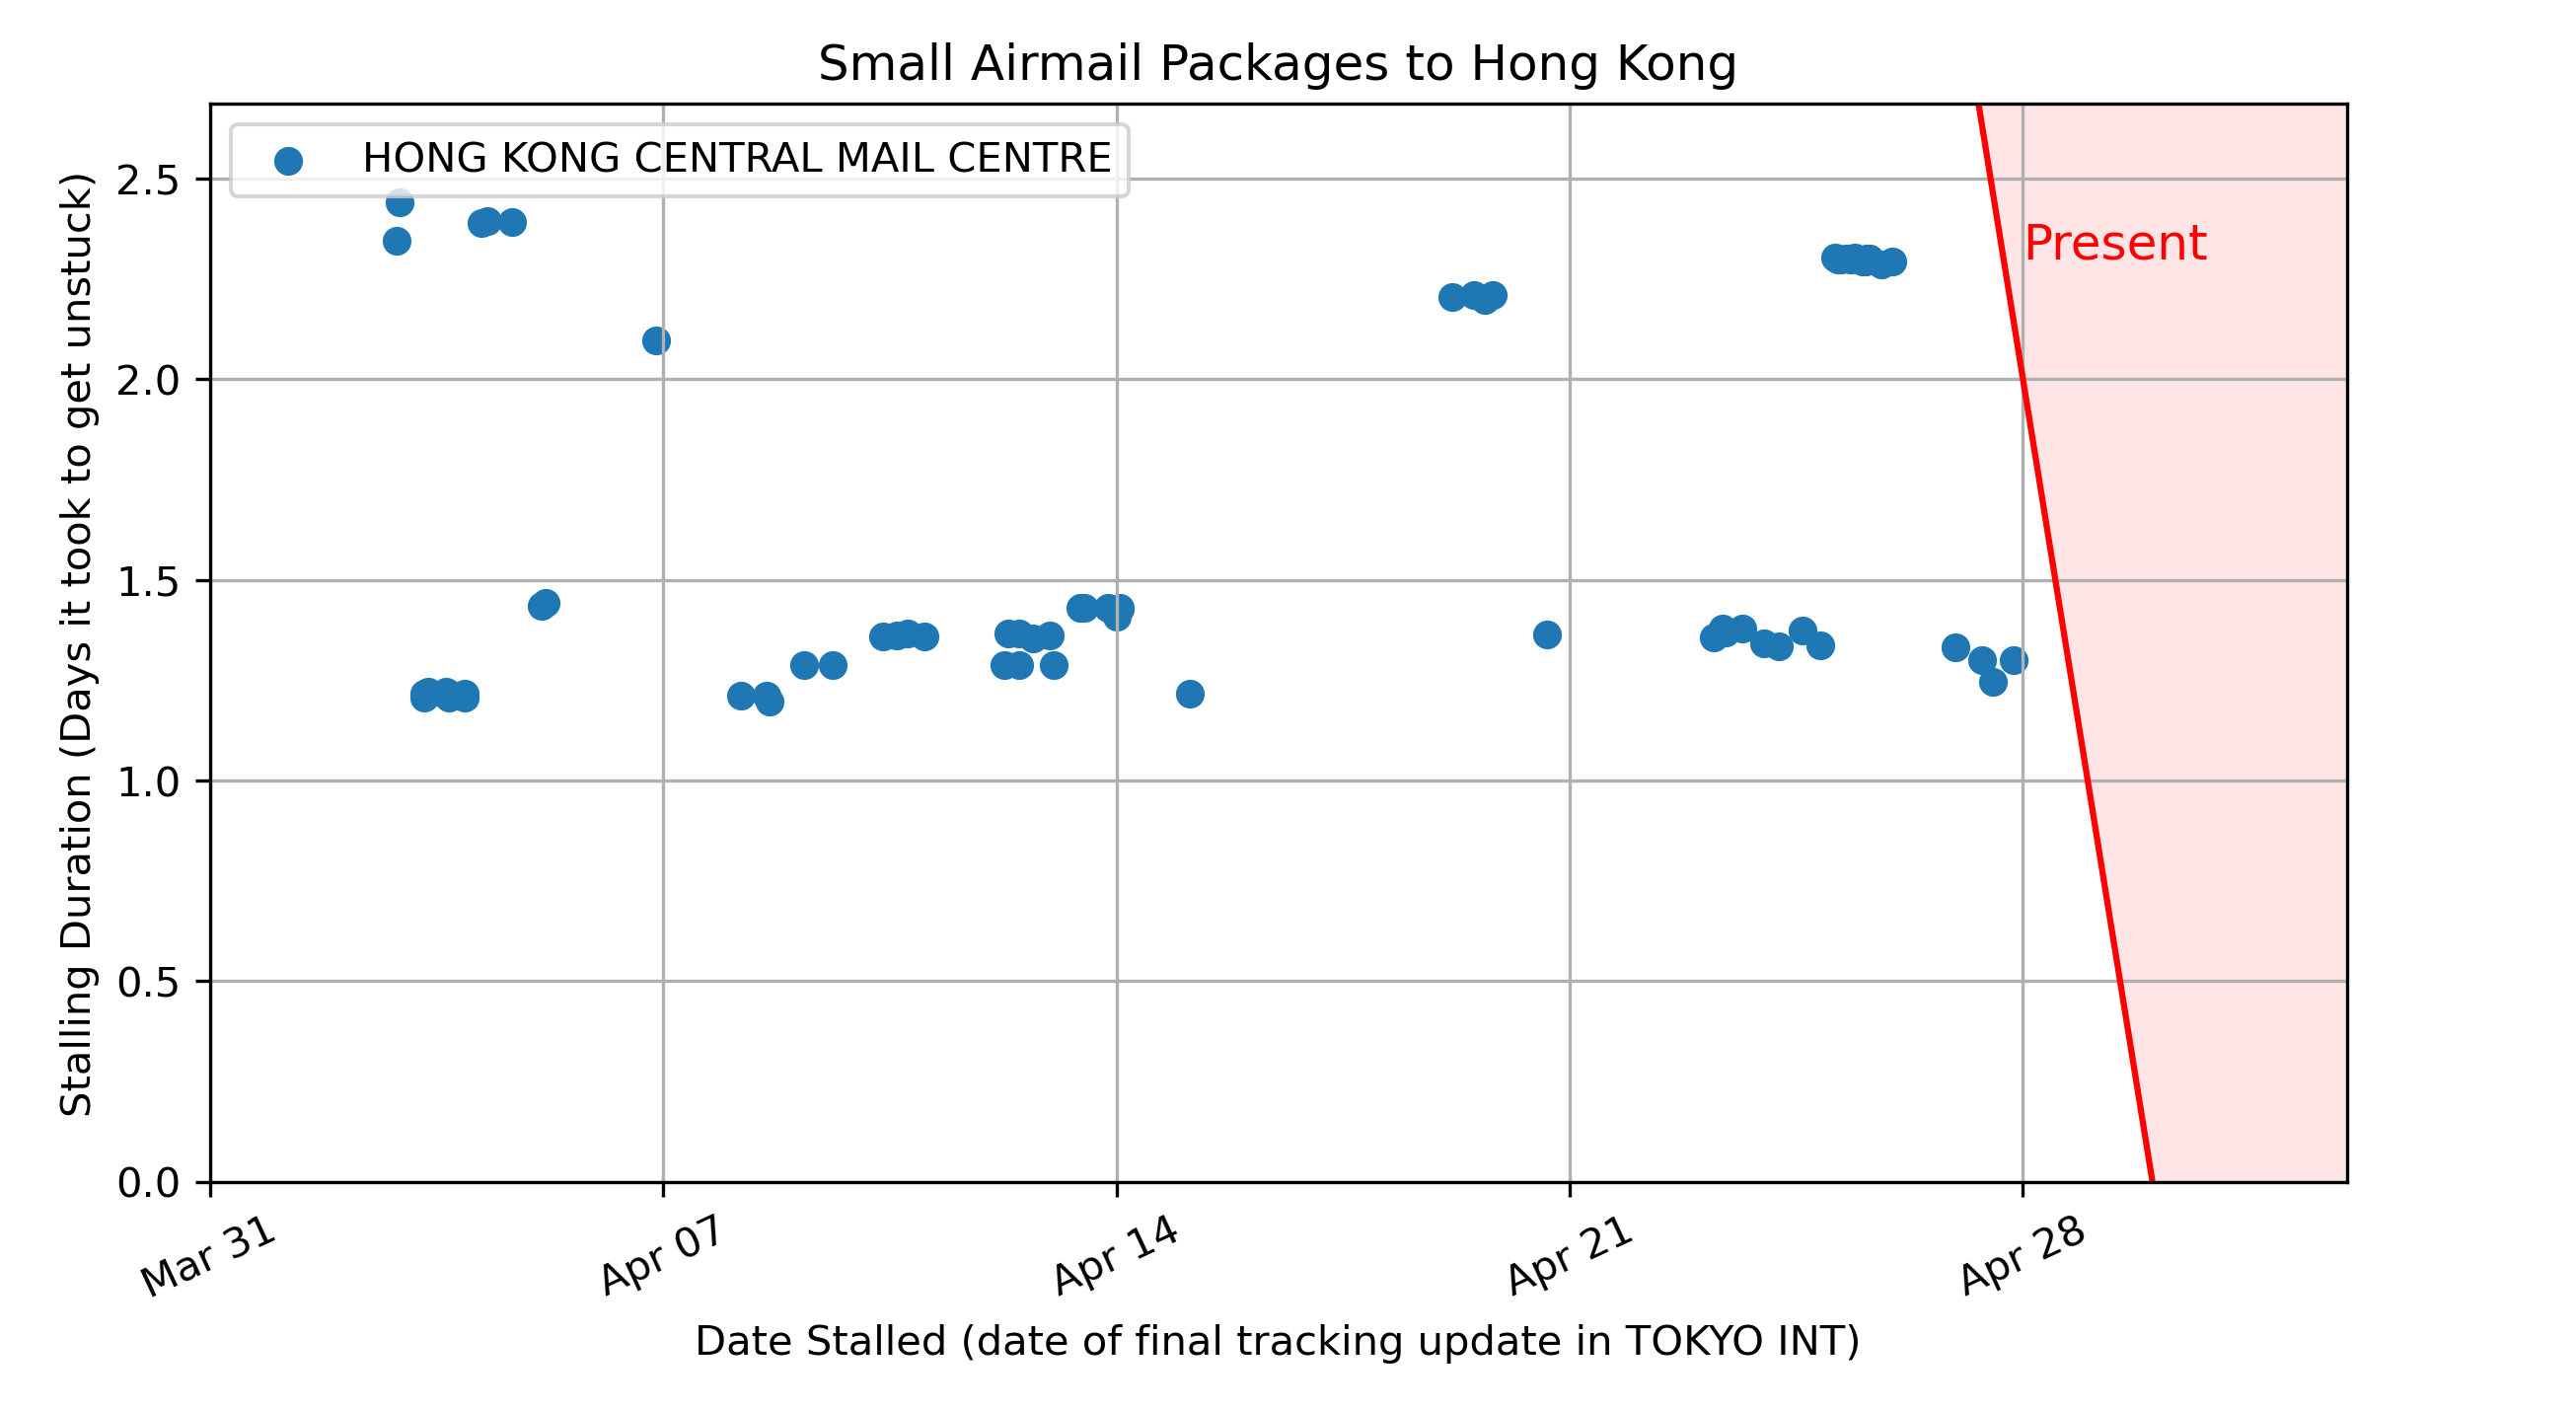 Small Airmail Packages to Hong Kong
HONG KONG CENTRAL MAIL CENTRE
Present
Stalling Duration (Days it took to get unstuck)
2.5
2.0
1.5
1.0
0.5
0.0
Mar 31
Apr 07
Apr 14
Apr 21
Apr 28
Date Stalled (date of final tracking update in TOKYO INT)